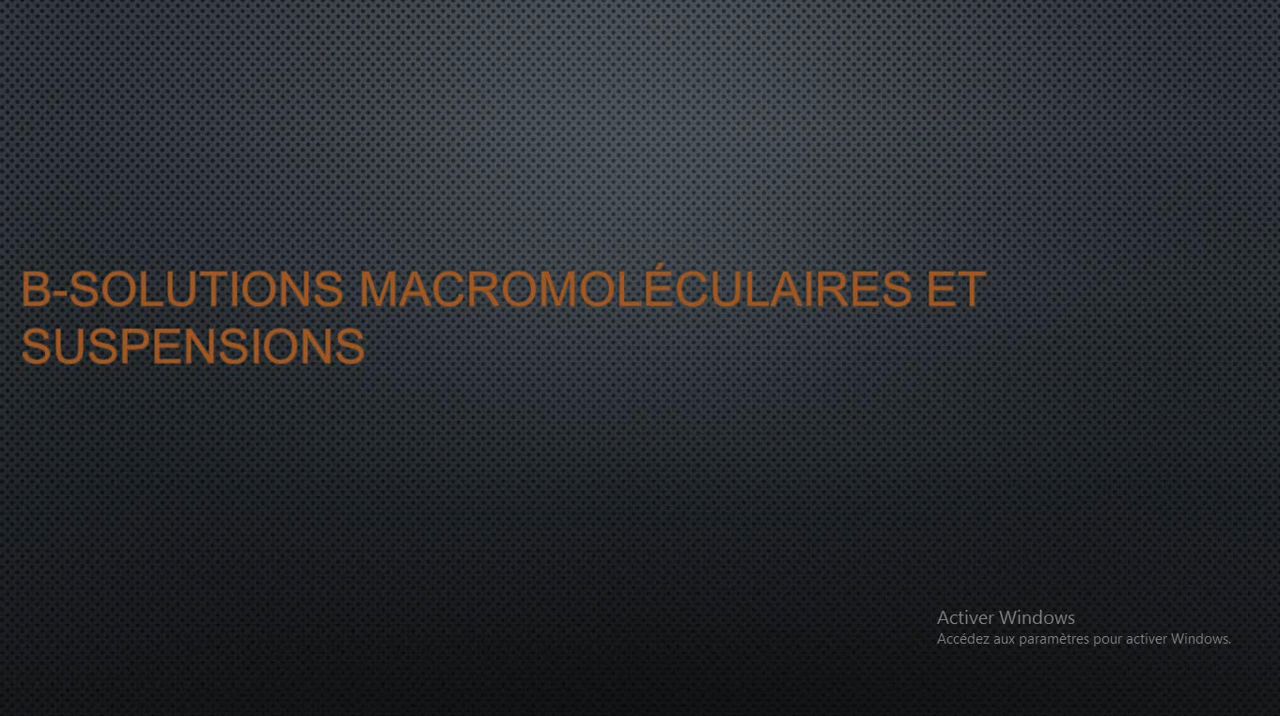 B-SOLUTIONS MACROMOLÉCULAIRES ET
SUSPENSIONS
Activer Windows
Accédez aux paramètres pour activer Windows.